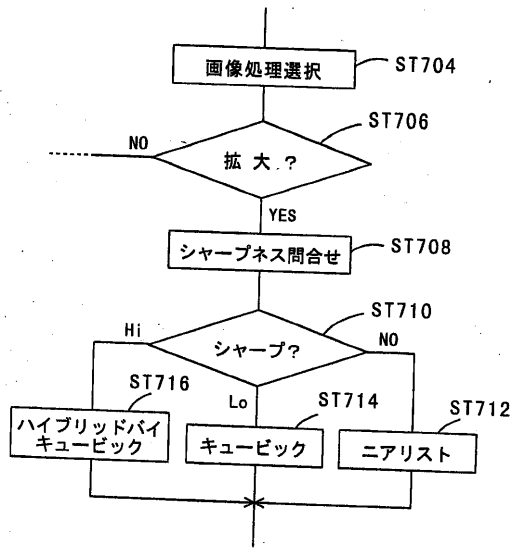 画像処理選択
ST704
ST706
NO
拡大?
YES
シャープネス問合せ
ST708
ST710
Hi
シャープ?
NO
ST716
Lo
ST714
ST712
ハイブリッドバイ
キュービック
キュービック
ニアリスト